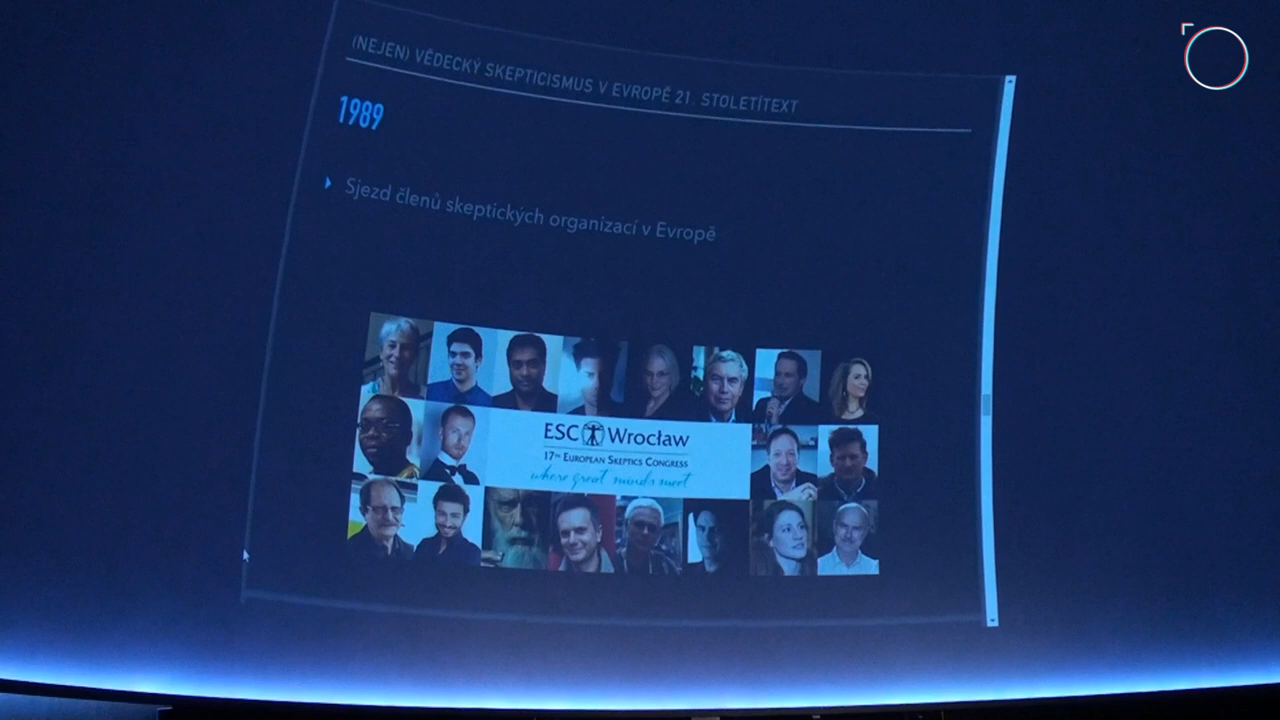 (NEJEN) VĚDECKÝ SKEPTICISMUS V EVROPĚ 21. STOLETÍTEXT
1989
Sjezd členů skeptických organizací v Evropě
ESC Wrocław
17TH EUROPEAN SKEPTICS CONGRESS
where great minds meet